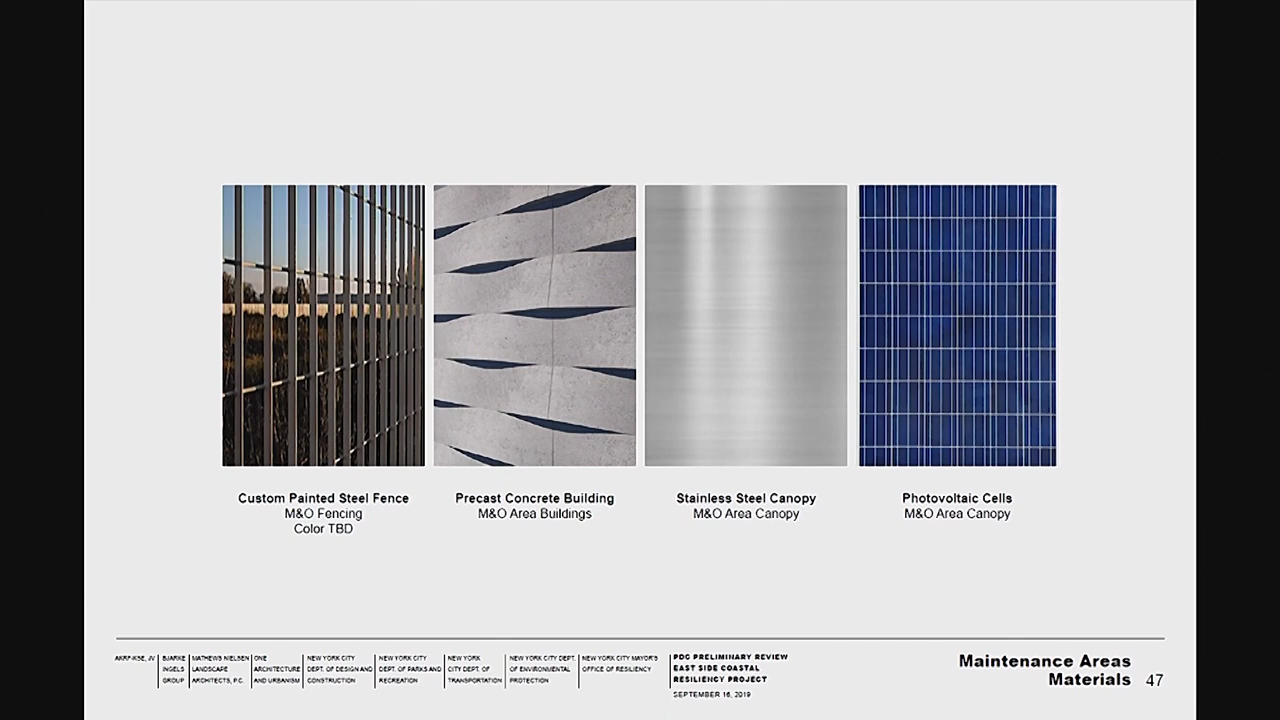 Custom Painted Steel Fence
M&O Fencing
Color TBD
Precast Concrete Building
M&O Area Buildings
Stainless Steel Canopy
M&O Area Canopy
Photovoltaic Cells
M&O Area Canopy
AKRF-KSE, JV
BJARKE
INGELS
GROUP
MATHEWS NIELSEN
LANDSCAPE
ARCHITECTS, P.C.
ONE
ARCHITECTURE
AND URBANISM
NEW YORK CITY
DEPT. OF DESIGN AND
CONSTRUCTION
NEW YORK CITY
DEPT. OF PARKS AND
RECREATION
NEW YORK
CITY DEPT. OF
TRANSPORTATION
NEW YORK CITY DEPT.
OF ENVIRONMENTAL
PROTECTION
NEW YORK CITY MAYOR'S
OFFICE OF RESILIENCY
PDC PRELIMINARY REVIEW
EAST SIDE COASTAL
RESILIENCY PROJECT
SEPTEMBER 16, 2019
Maintenance Areas
Materials 47